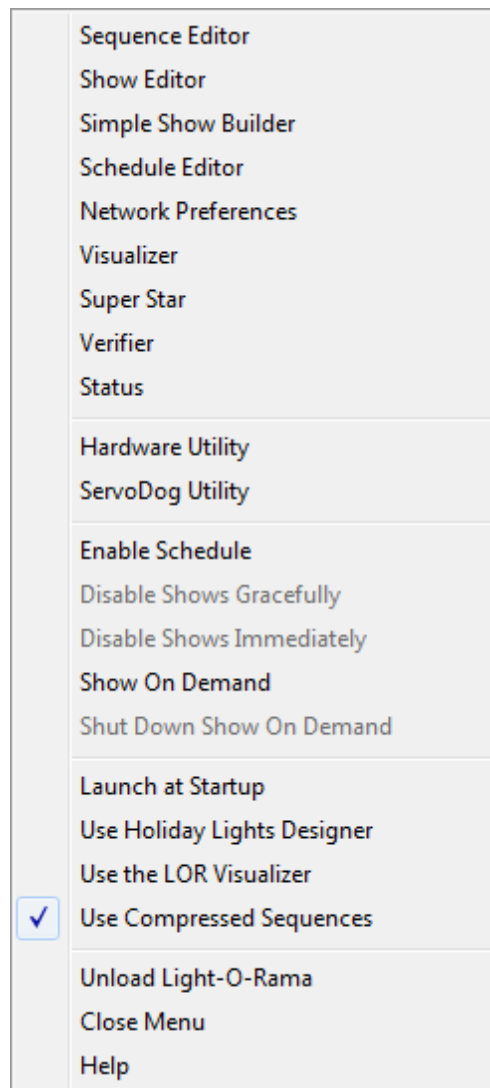 Sequence Editor
Show Editor
Simple Show Builder
Schedule Editor
Network Preferences
Visualizer
Super Star
Verifier
Status
Hardware Utility
ServoDog Utility
Enable Schedule
Disable Shows Gracefully
Disable Shows Immediately
Show On Demand
Shut Down Show On Demand
Launch at Startup
Use Holiday Lights Designer
Use the LOR Visualizer
Use Compressed Sequences
Unload Light-O-Rama
Close Menu
Help